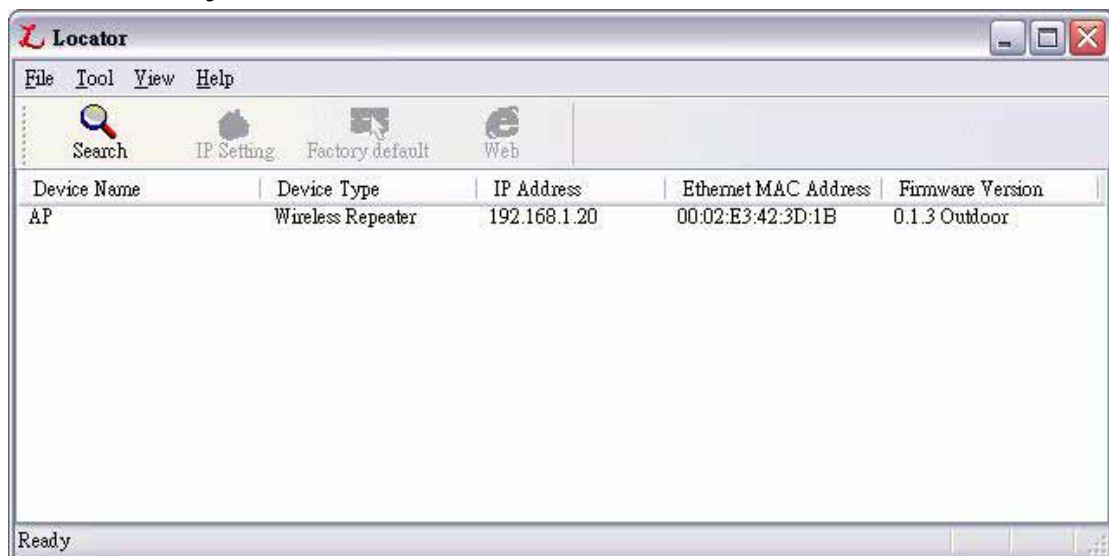 Locator
File Tool View Help
Search IP Setting Factory default Web
Device Name Device Type IP Address Ethernet MAC Address Firmware Version
AP Wireless Repeater 192.168.1.20 00:02:E3:42:3D:1B 0.1.3 Outdoor
Ready